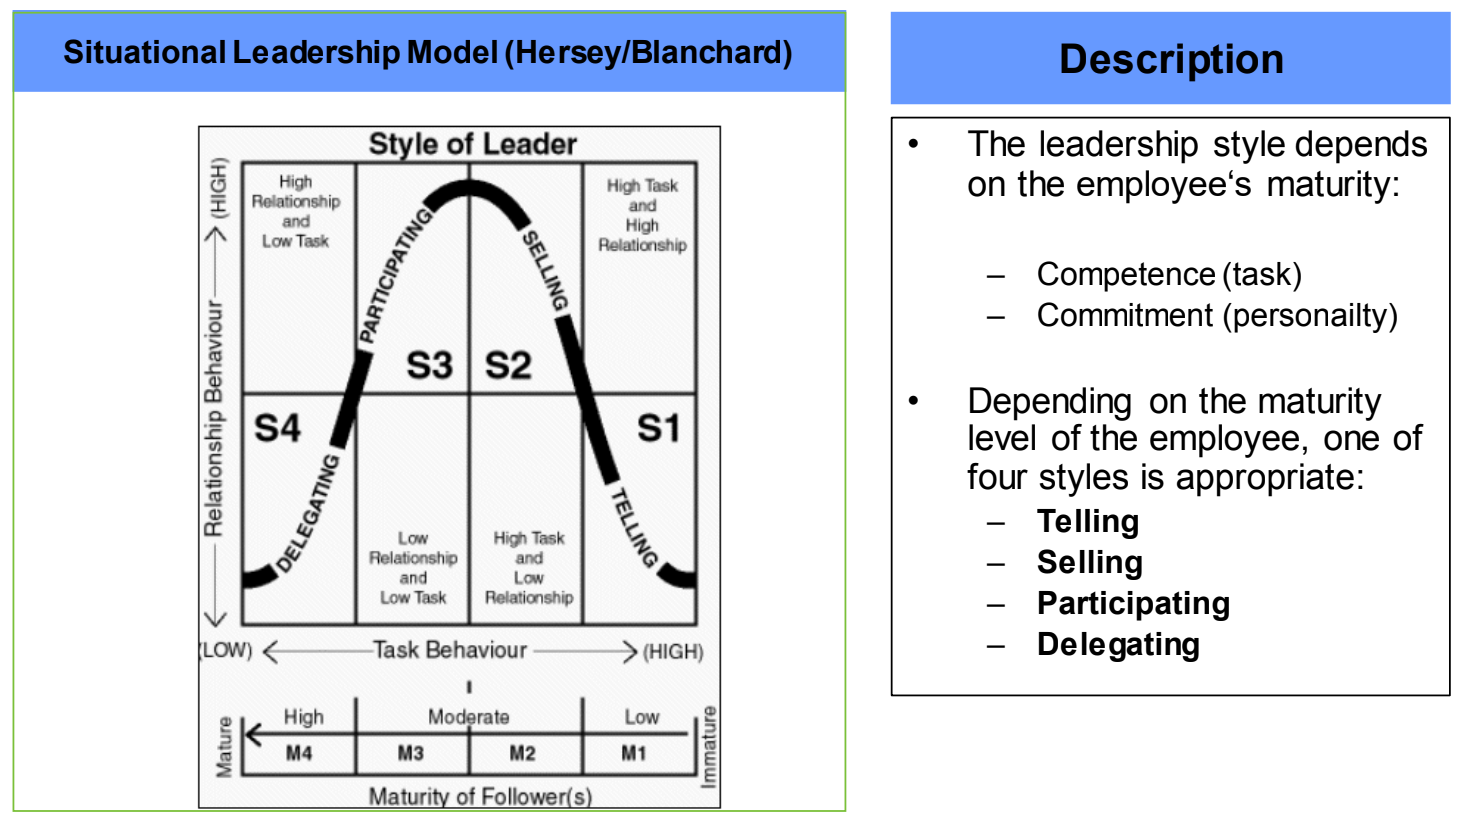 Situational Leadership Model (Hersey/Blanchard)
Style of Leader
(HIGH)
Relationship Behaviour
High
Relationship
and
Low Task
High Task
and
High
Relationship
PARTICIPATING
SELLING
S3
S2
S4
S1
DELEGATING
TELLING
Low
Relationship
and
Low Task
High Task
and
Low
Relationship
(LOW)
Task Behaviour
(HIGH)
Mature
High
Moderate
Low
Immature
M4
M3
M2
M1
Maturity of Follower(s)
Description
• The leadership style depends
on the employee‘s maturity:
– Competence (task)
– Commitment (personailty)
• Depending on the maturity
level of the employee, one of
four styles is appropriate:
– Telling
– Selling
– Participating
– Delegating